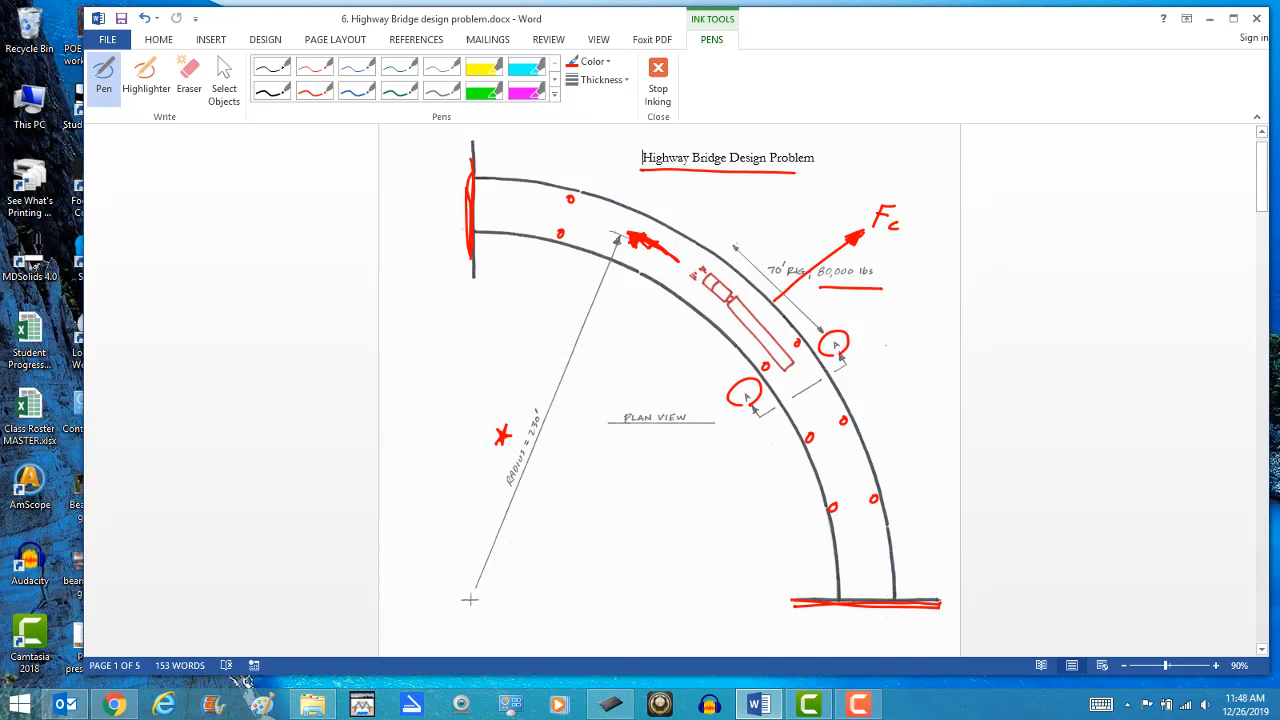 6. Highway Bridge design problem.docx - Word
INK TOOLS
?
FILE
HOME
INSERT
DESIGN
PAGE LAYOUT
REFERENCES
MAILINGS
REVIEW
VIEW
Foxit PDF
PENS
Sign in
Pen
Highlighter
Eraser
Select
Objects
Color
Thickness
Stop
Inking
Write
Pens
Close
Recycle Bin
This PC
See What's
Printing ...
MDSolids 4.0
Student
Progress...
Class Roster
MASTER.xlsx
AmScope
Audacity
Camtasia
2018
POE
work
Goo
Chr
Highway Bridge Design Problem
Fc
70' RIG, 80,000 lbs
A
A
PLAN VIEW
RADIUS = 230'
PAGE 1 OF 5
153 WORDS
90%
11:48 AM
12/26/2019